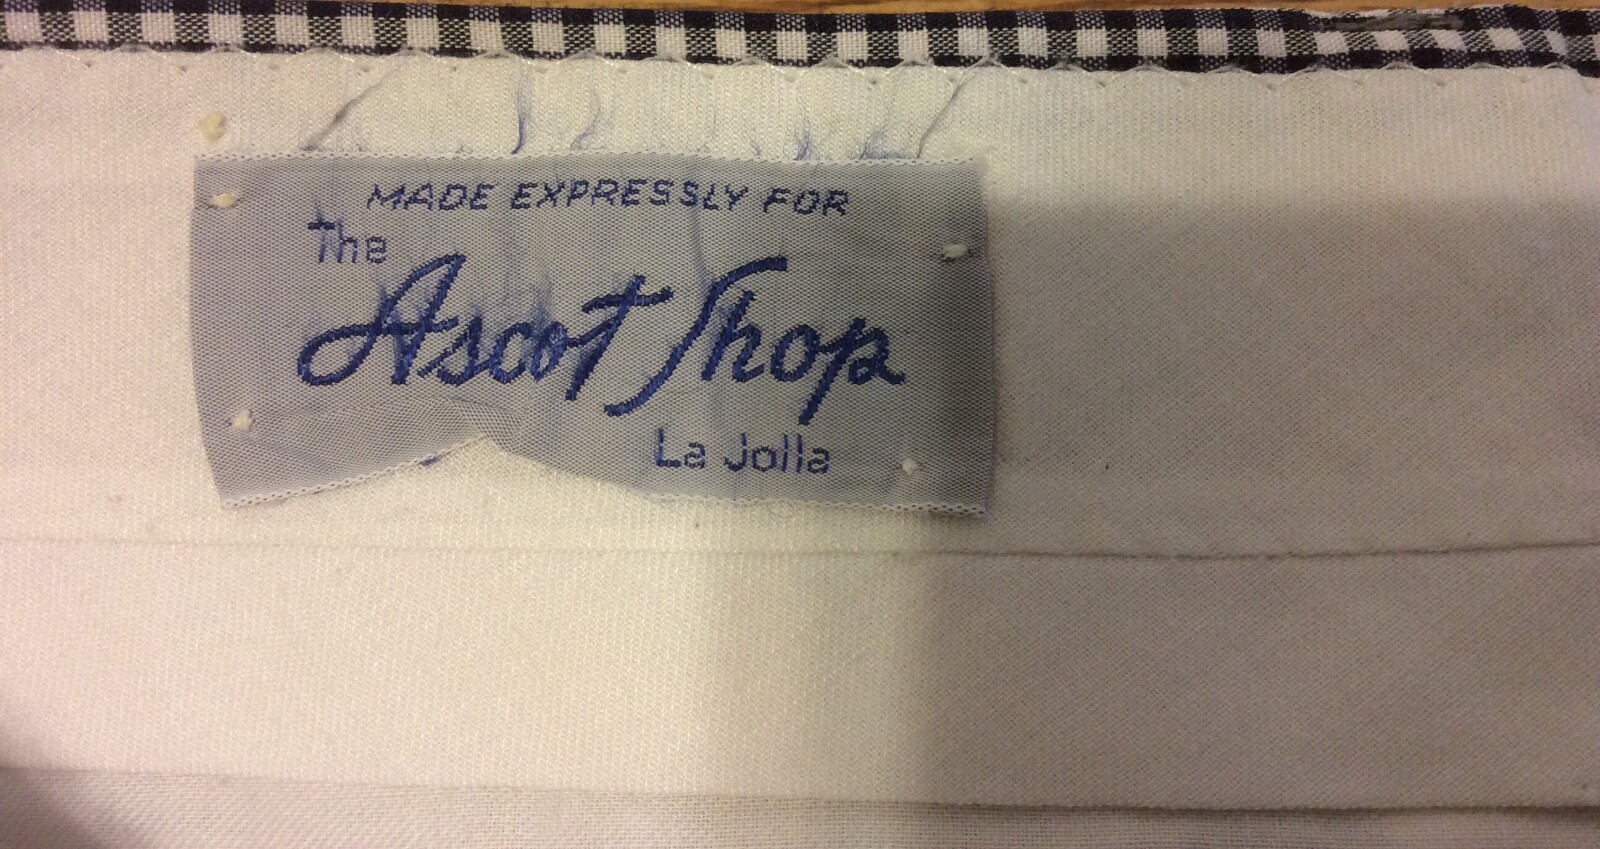 MADE EXPRESSLY FOR
The
Ascot Shop
La Jolla